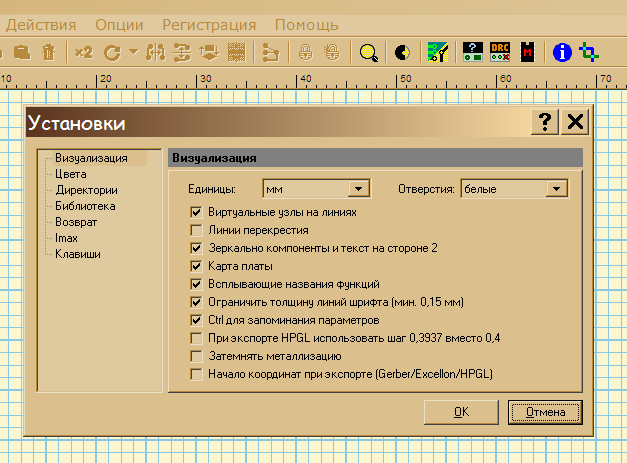 Действия Опции Регистрация Помощь
×2 ? DRC M i
10 20 30 40 50 60 70
Установки ? X
Визуализация
Цвета
Директории
Библиотека
Возврат
Imax
Клавиши
Визуализация
Единицы: мм Отверстия: белые
Виртуальные узлы на линиях
Линии перекрестия
Зеркально компоненты и текст на стороне 2
Карта платы
Всплывающие названия функций
Ограничить толщину линий шрифта (мин. 0,15 мм)
Ctrl для запоминания параметров
При экспорте HPGL использовать шаг 0,3937 вместо 0,4
Затемнять металлизацию
Начало координат при экспорте (Gerber/Excellon/HPGL)
OK Отмена